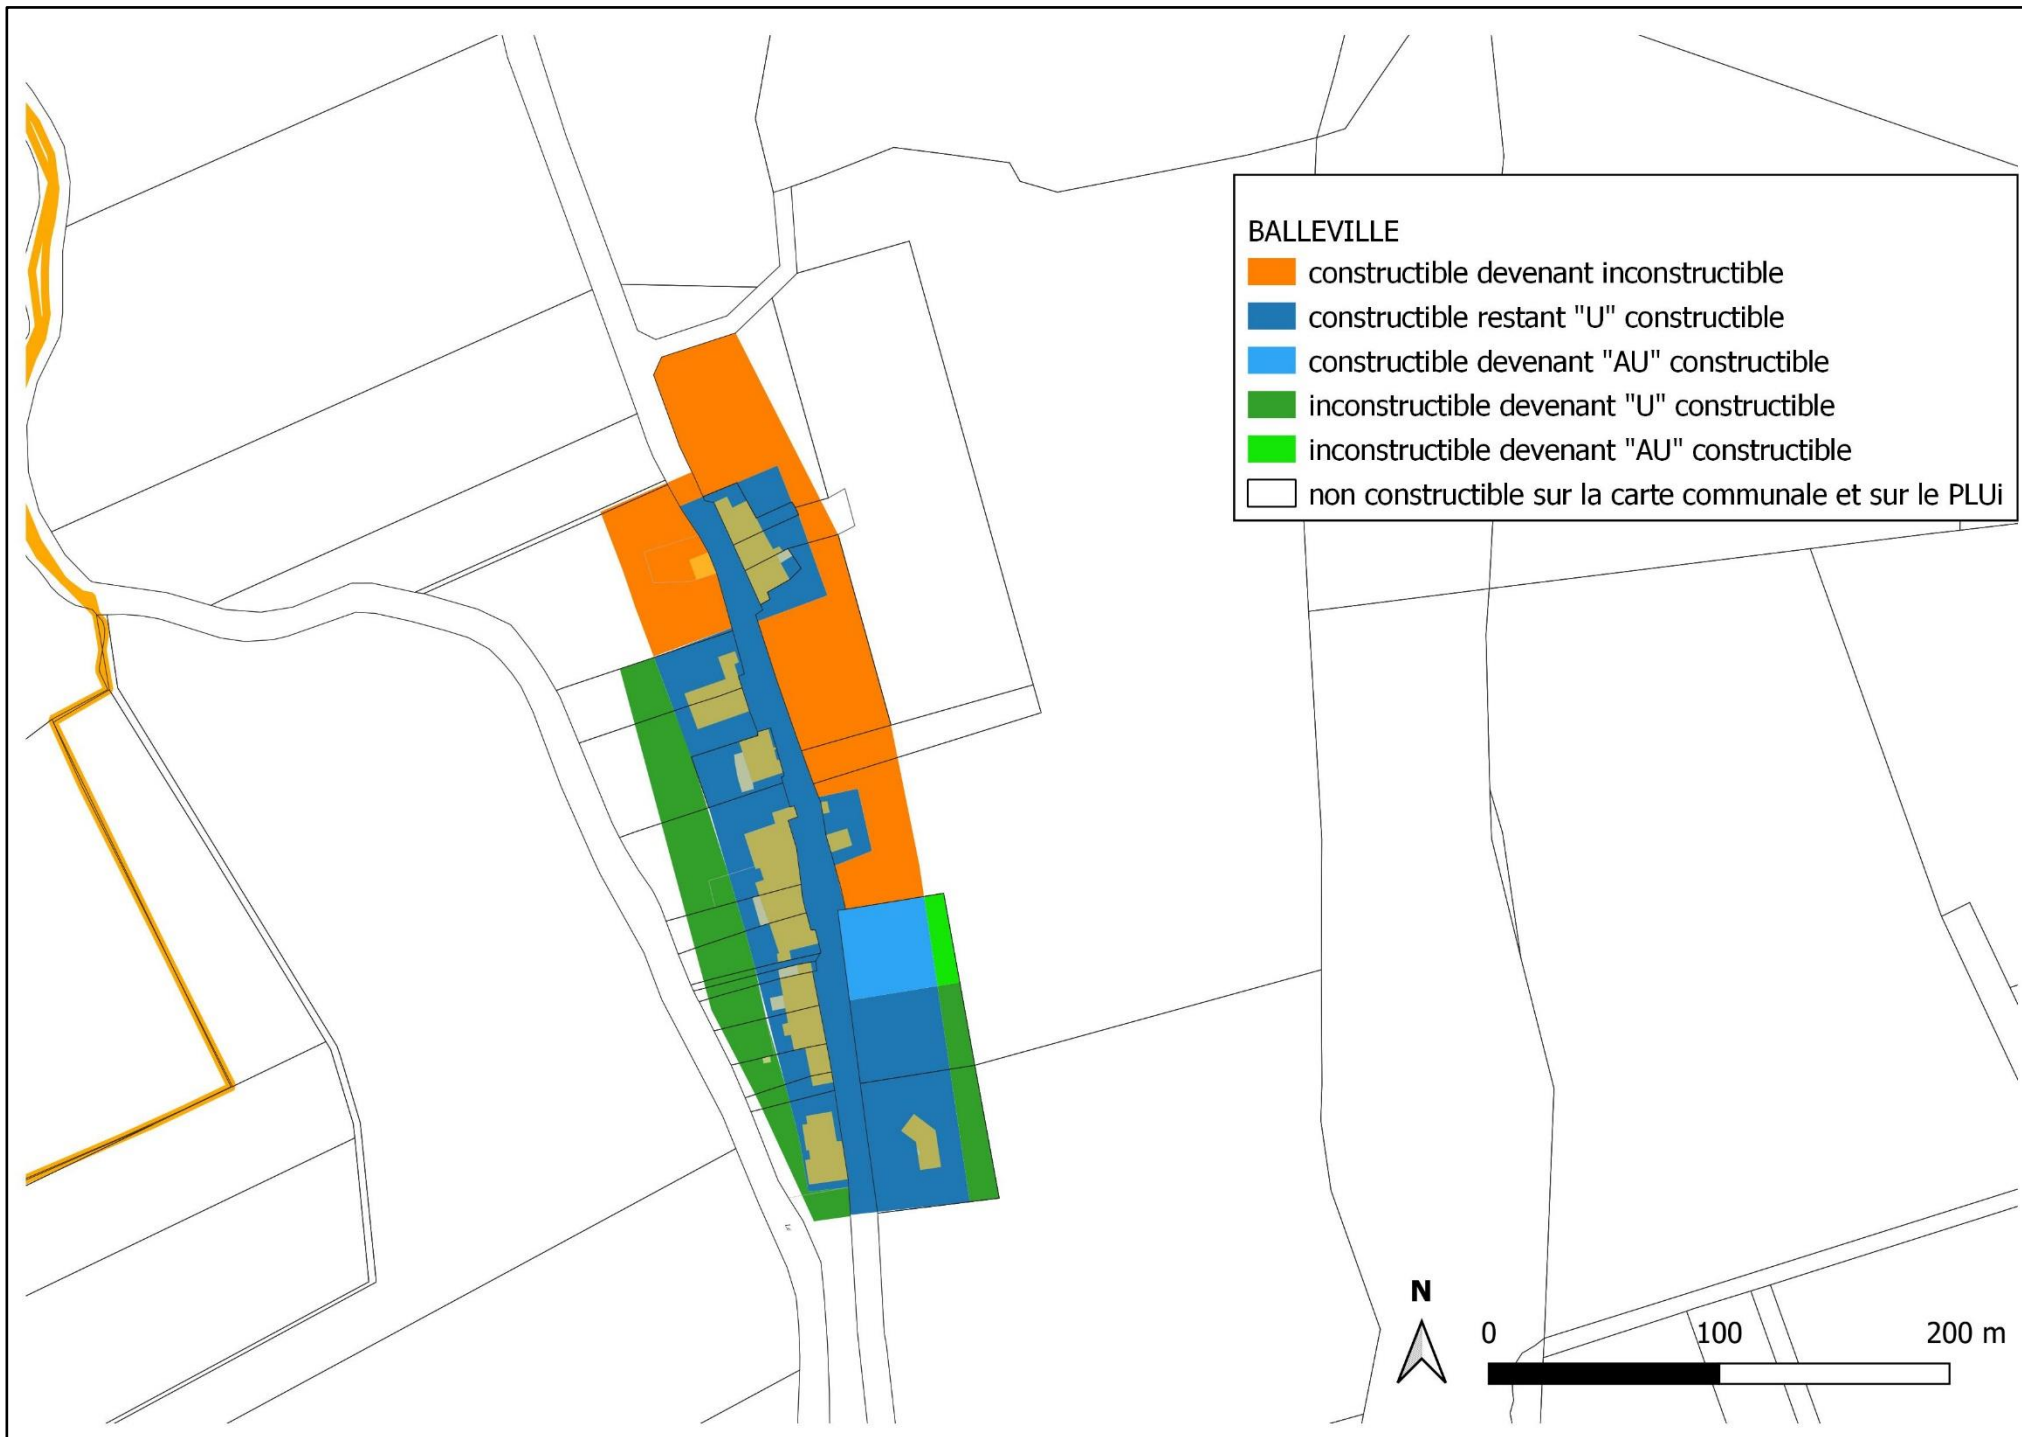 BALLEVILLE
constructible devenant inconstructible
constructible restant "U" constructible
constructible devenant "AU" constructible
inconstructible devenant "U" constructible
inconstructible devenant "AU" constructible
non constructible sur la carte communale et sur le PLUi
N
0 100 200 m